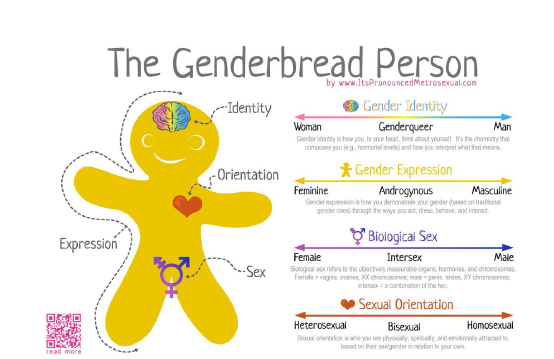 The Genderbread Person
by www.ItsPronouncedMetrosexual.com
Identity
Orientation
Expression
Sex
read more
Gender Identity
Woman Genderqueer Man
Gender identity is how you, in your head, think about yourself. It's the chemistry that
composes you (e.g., hormonal levels) and how you interpret what that means.
Gender Expression
Feminine Androgynous Masculine
Gender expression is how you demonstrate your gender (based on traditional
gender roles) through the ways you act, dress, behave, and interact.
Biological Sex
Female Intersex Male
Biological sex refers to the objectively measurable organs, hormones, and chromosomes.
Female = vagina, ovaries, XX chromosomes; male = penis, testes, XY chromosomes;
intersex = a combination of the two.
Sexual Orientation
Heterosexual Bisexual Homosexual
Sexual orientation is who you are physically, spiritually, and emotionally attracted to,
based on their sex/gender in relation to your own.